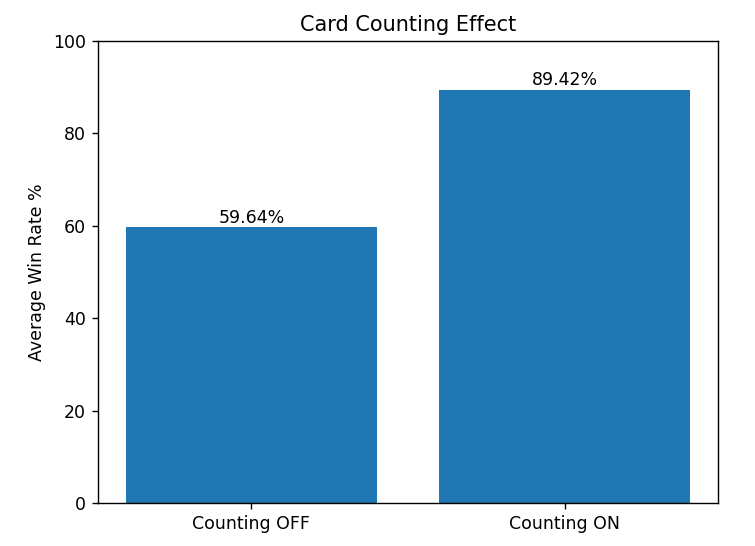 Card Counting Effect
100
80
60
40
20
0
Average Win Rate %
59.64%
89.42%
Counting OFF
Counting ON